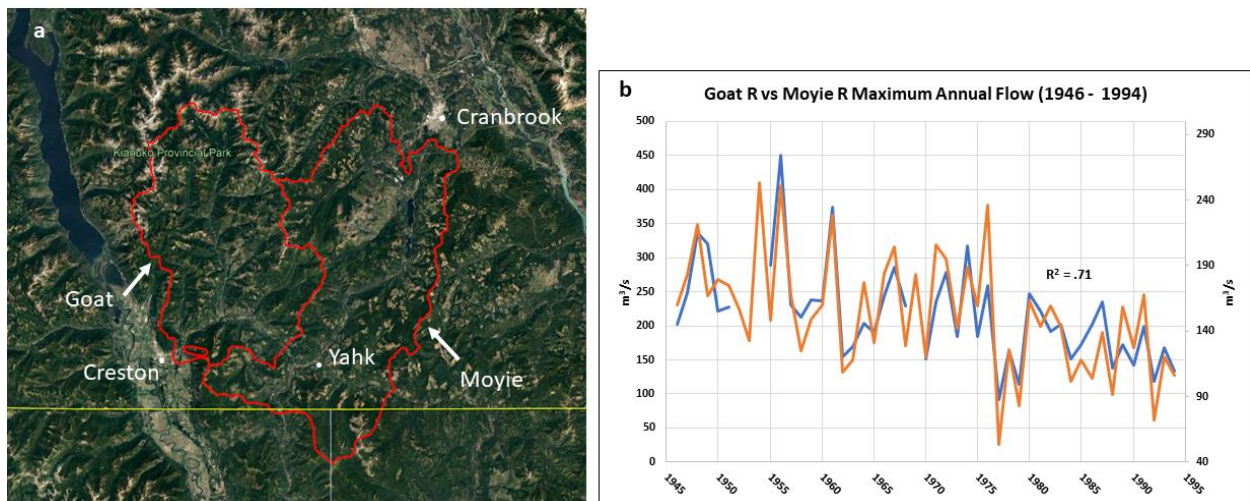 a
Cranbrook
Kianuko Provincial Park
Goat
Creston
Yahk
Moyie
b
Goat R vs Moyie R Maximum Annual Flow (1946 - 1994)
500
450
400
350
300
250
200
150
100
50
0
m³/s
R² = .71
290
240
190
140
90
40
m³/s
1945
1950
1955
1960
1965
1970
1975
1980
1985
1990
1995